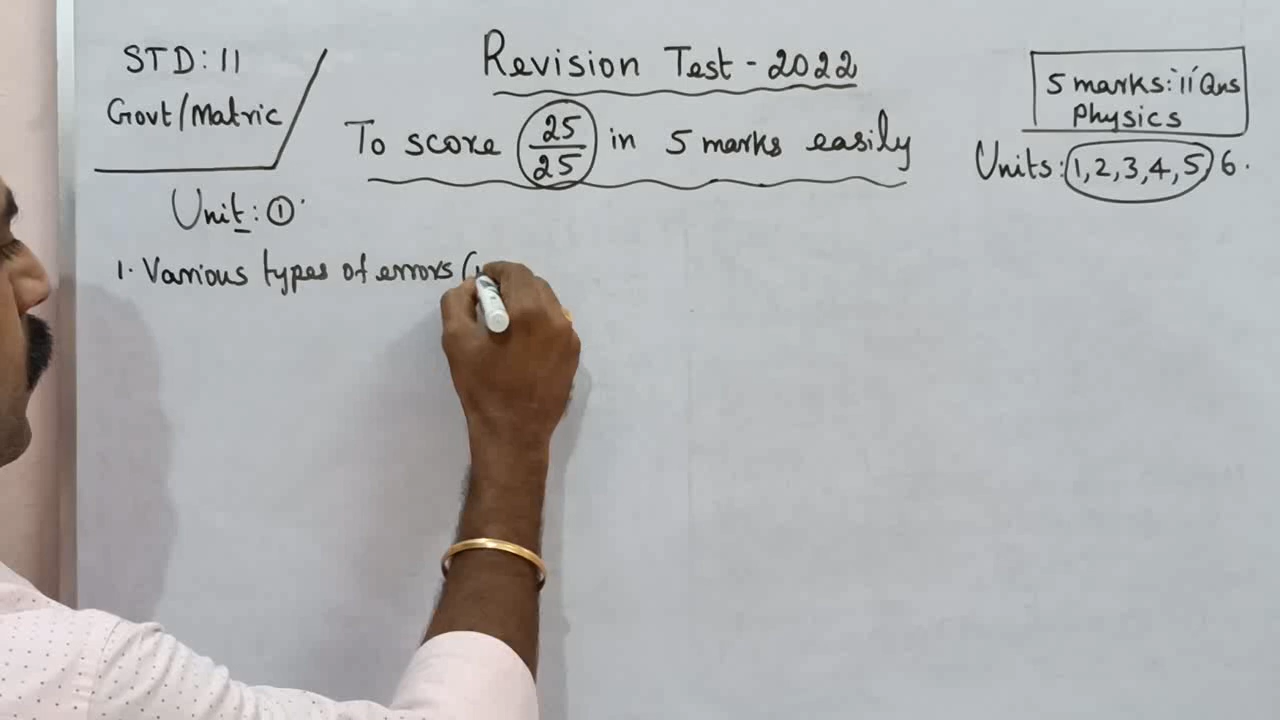 STD: 11
Govt/Matric
Revision Test - 2022
To score 25/25 in 5 marks easily
5 marks: 11 Qns
Physics
Units: 1, 2, 3, 4, 5, 6.
Unit: 1
1. Various types of errors (